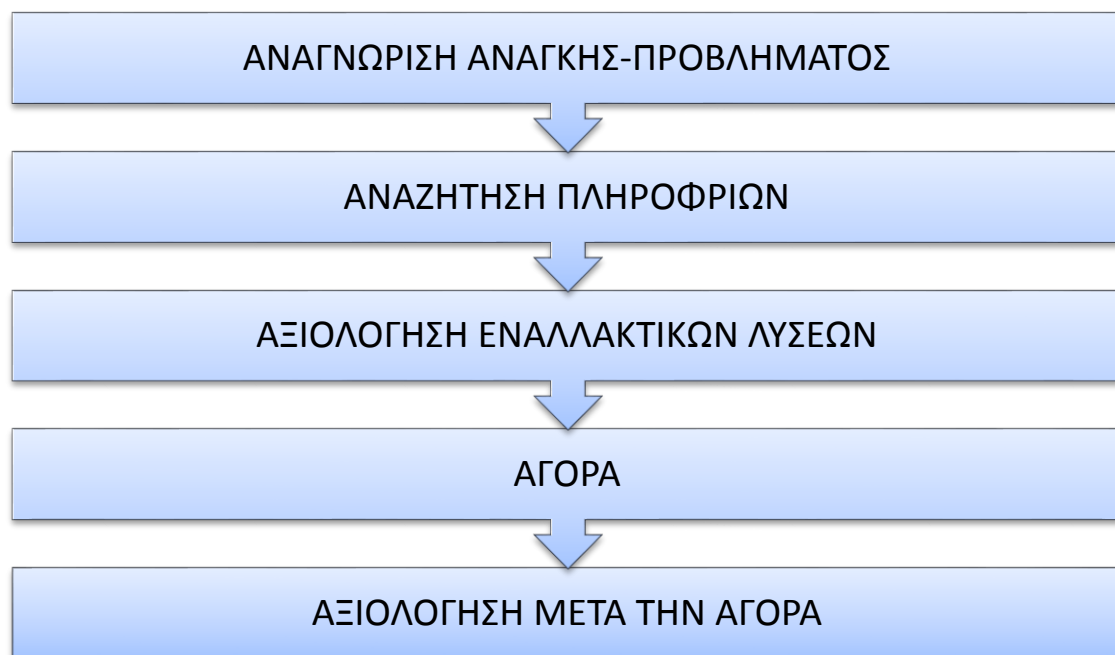 ΑΝΑΓΝΩΡΙΣΗ ΑΝΑΓΚΗΣ-ΠΡΟΒΛΗΜΑΤΟΣ
ΑΝΑΖΗΤΗΣΗ ΠΛΗΡΟΦΡΙΩΝ
ΑΞΙΟΛΟΓΗΣΗ ΕΝΑΛΛΑΚΤΙΚΩΝ ΛΥΣΕΩΝ
ΑΓΟΡΑ
ΑΞΙΟΛΟΓΗΣΗ ΜΕΤΑ ΤΗΝ ΑΓΟΡΑ